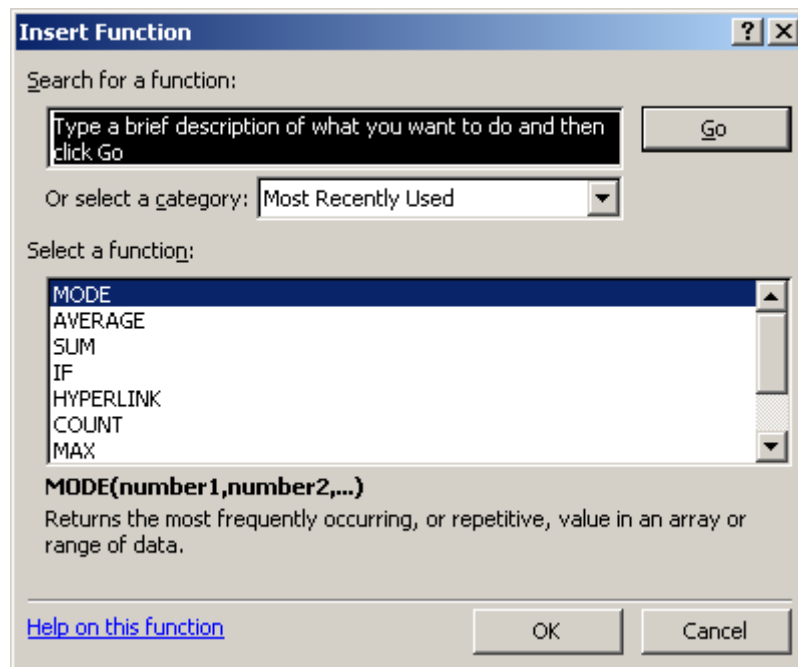 Insert Function
Search for a function:
Type a brief description of what you want to do and then
click Go
Go
Or select a category: Most Recently Used
Select a function:
MODE
AVERAGE
SUM
IF
HYPERLINK
COUNT
MAX
MODE(number1,number2,...)
Returns the most frequently occurring, or repetitive, value in an array or
range of data.
Help on this function
OK
Cancel